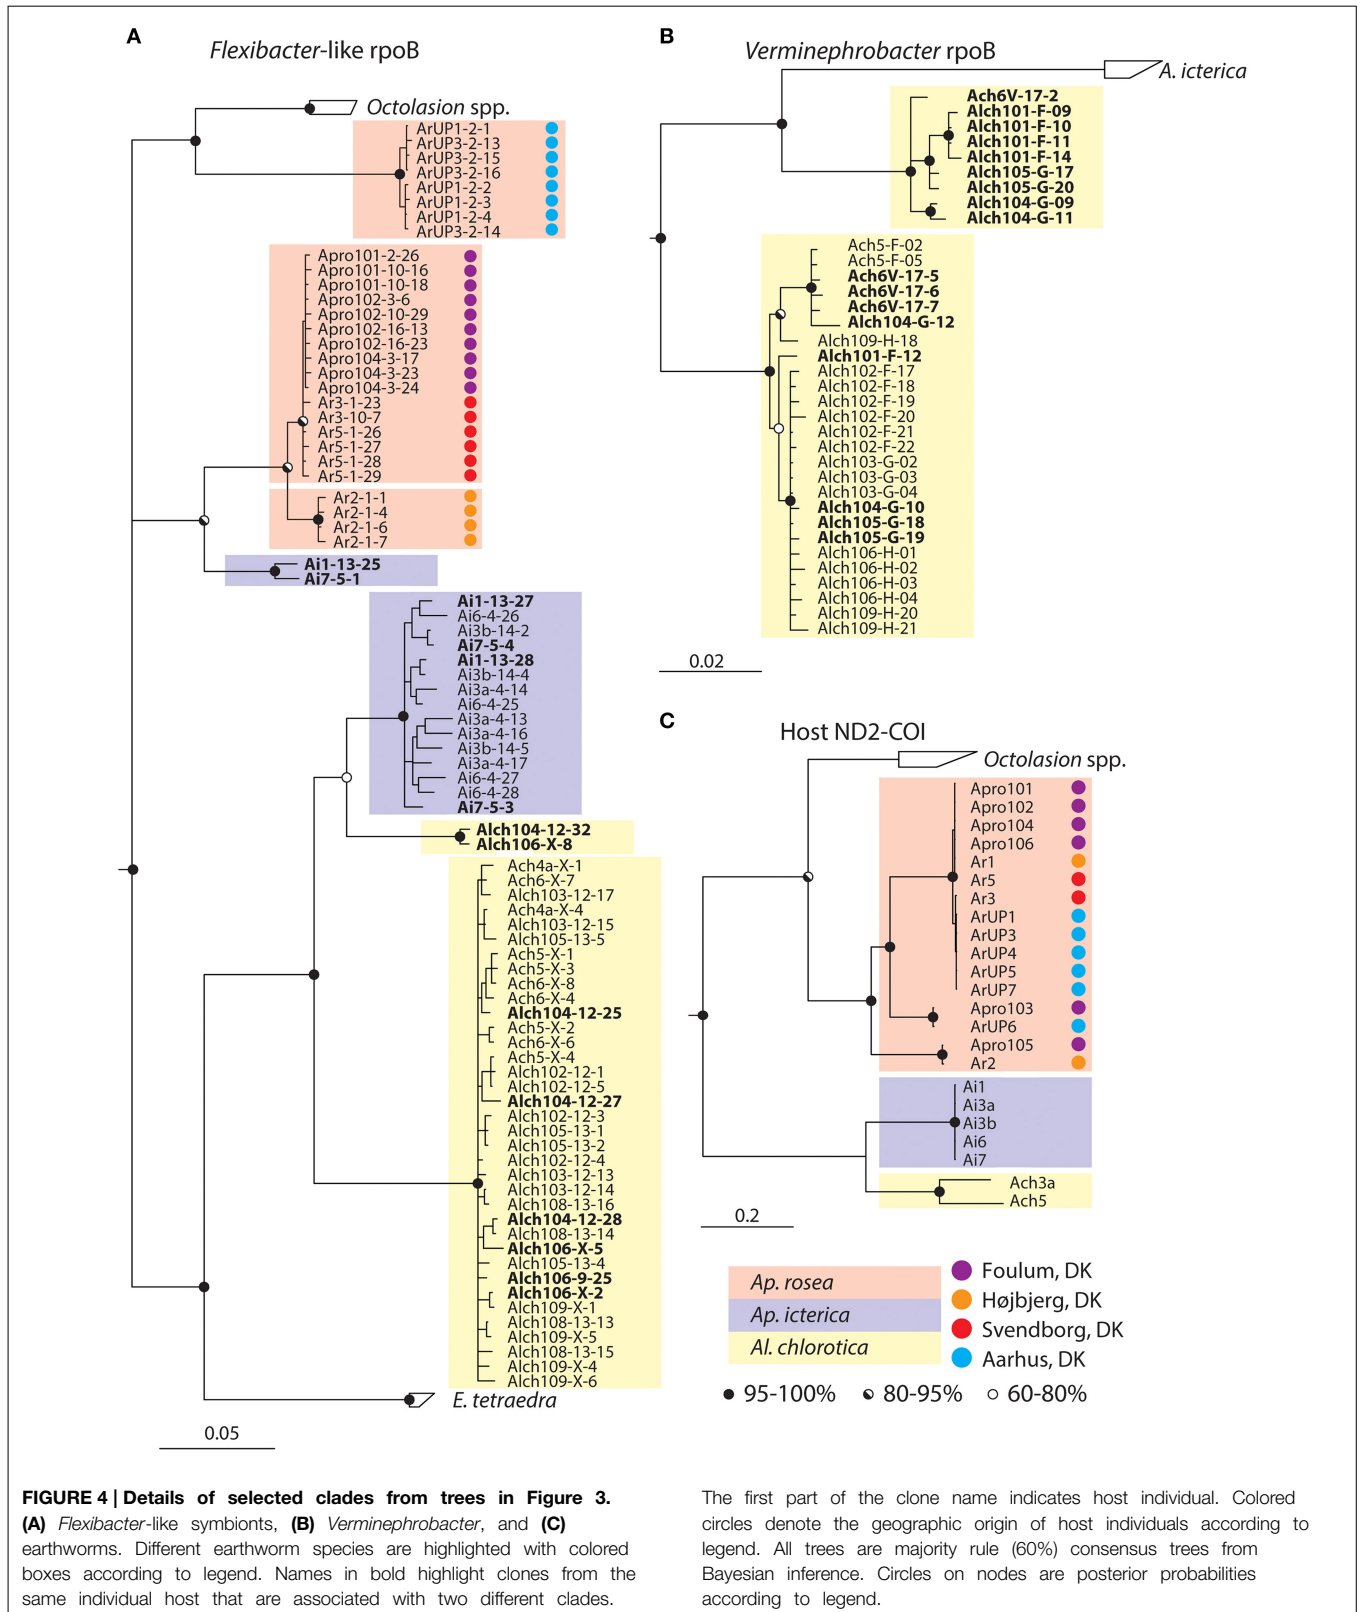 A
Flexibacter-like rpoB
Octolasion spp.
ArUP1-2-1
ArUP3-2-13
ArUP3-2-15
ArUP3-2-16
ArUP1-2-2
ArUP1-2-3
ArUP1-2-4
ArUP3-2-14
Apro101-2-26
Apro101-10-16
Apro101-10-18
Apro102-3-6
Apro102-10-29
Apro102-16-13
Apro102-16-23
Apro104-3-17
Apro104-3-23
Apro104-3-24
Ar3-1-23
Ar3-10-7
Ar5-1-26
Ar5-1-27
Ar5-1-28
Ar5-1-29
Ar2-1-1
Ar2-1-4
Ar2-1-6
Ar2-1-7
Ai1-13-25
Ai7-5-1
Ai1-13-27
Ai6-4-26
Ai3b-14-2
Ai7-5-4
Ai1-13-28
Ai3b-14-4
Ai3a-4-14
Ai6-4-25
Ai3a-4-13
Ai3a-4-16
Ai3b-14-5
Ai3a-4-17
Ai6-4-27
Ai6-4-28
Ai7-5-3
Alch104-12-32
Alch106-X-8
Ach4a-X-1
Ach6-X-7
Alch103-12-17
Ach4a-X-4
Alch103-12-15
Alch105-13-5
Ach5-X-1
Ach5-X-3
Ach6-X-8
Ach6-X-4
Alch104-12-25
Ach5-X-2
Ach6-X-6
Ach5-X-4
Alch102-12-1
Alch102-12-5
Alch104-12-27
Alch102-12-3
Alch105-13-1
Alch105-13-2
Alch102-12-4
Alch103-12-13
Alch103-12-14
Alch108-13-16
Alch104-12-28
Alch108-13-14
Alch106-X-5
Alch105-13-4
Alch106-9-25
Alch106-X-2
Alch109-X-1
Alch108-13-13
Alch109-X-5
Alch108-13-15
Alch109-X-4
Alch109-X-6
E. tetraedra
0.05
B
Verminephrobacter rpoB
A. icterica
Ach6V-17-2
Alch101-F-09
Alch101-F-10
Alch101-F-11
Alch101-F-14
Alch105-G-17
Alch105-G-20
Alch104-G-09
Alch104-G-11
Ach5-F-02
Ach5-F-05
Ach6V-17-5
Ach6V-17-6
Ach6V-17-7
Alch104-G-12
Alch109-H-18
Alch101-F-12
Alch102-F-17
Alch102-F-18
Alch102-F-19
Alch102-F-20
Alch102-F-21
Alch102-F-22
Alch103-G-02
Alch103-G-03
Alch103-G-04
Alch104-G-10
Alch105-G-18
Alch105-G-19
Alch106-H-01
Alch106-H-02
Alch106-H-03
Alch106-H-04
Alch109-H-20
Alch109-H-21
0.02
C
Host ND2-COI
Octolasion spp.
Apro101
Apro102
Apro104
Apro106
Ar1
Ar5
Ar3
ArUP1
ArUP3
ArUP4
ArUP5
ArUP7
Apro103
ArUP6
Apro105
Ar2
Ai1
Ai3a
Ai3b
Ai6
Ai7
Ach3a
Ach5
0.2
Ap. rosea
Ap. icterica
Al. chlorotica
Foulum, DK
Højbjerg, DK
Svendborg, DK
Aarhus, DK
95-100%
80-95%
60-80%
FIGURE 4 | Details of selected clades from trees in Figure 3.
(A) Flexibacter-like symbionts, (B) Verminephrobacter, and (C)
earthworms. Different earthworm species are highlighted with colored
boxes according to legend. Names in bold highlight clones from the
same individual host that are associated with two different clades.
The first part of the clone name indicates host individual. Colored
circles denote the geographic origin of host individuals according to
legend. All trees are majority rule (60%) consensus trees from
Bayesian inference. Circles on nodes are posterior probabilities
according to legend.